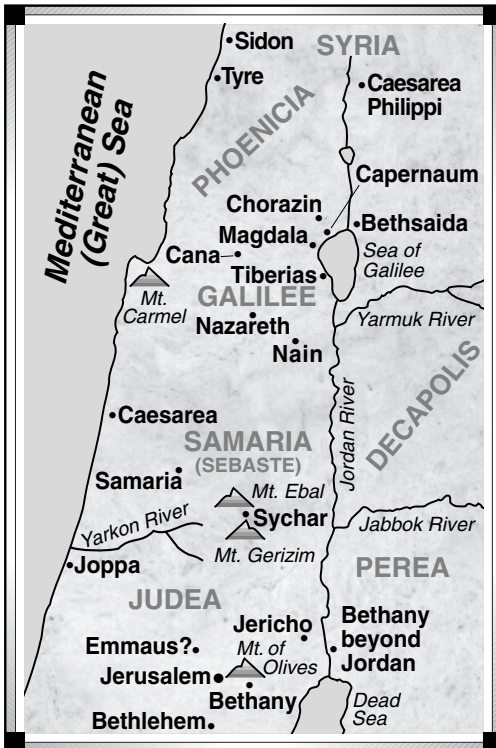 Sidon
SYRIA
Tyre
Caesarea
Philippi
Mediterranean
(Great) Sea
PHOENICIA
Capernaum
Chorazin
Bethsaida
Magdala
Cana
Sea of
Galilee
Tiberias
Mt.
Carmel
GALILEE
Nazareth
Yarmuk River
Nain
DECAPOLIS
Jordan River
Caesarea
SAMARIA
(SEBASTE)
Samaria
Mt. Ebal
Yarkon River
Sychar
Jabbok River
Mt. Gerizim
Joppa
PEREA
JUDEA
Jericho
Bethany
beyond
Jordan
Emmaus?
Mt. of
Olives
Jerusalem
Bethany
Dead
Sea
Bethlehem